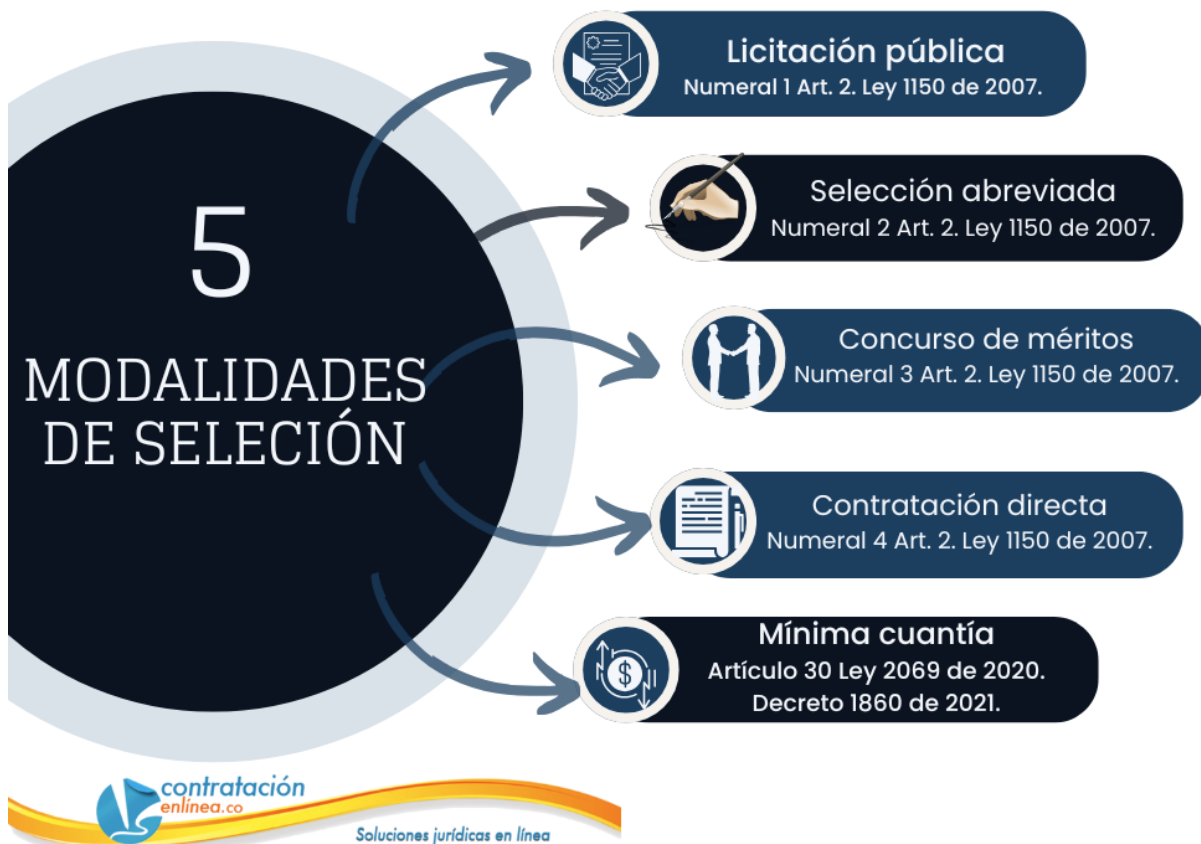 5
MODALIDADES
DE SELECIÓN
Licitación pública
Numeral 1 Art. 2. Ley 1150 de 2007.
Selección abreviada
Numeral 2 Art. 2. Ley 1150 de 2007.
Concurso de méritos
Numeral 3 Art. 2. Ley 1150 de 2007.
Contratación directa
Numeral 4 Art. 2. Ley 1150 de 2007.
Mínima cuantía
Artículo 30 Ley 2069 de 2020.
Decreto 1860 de 2021.
contratación
enlínea.co
Soluciones jurídicas en línea